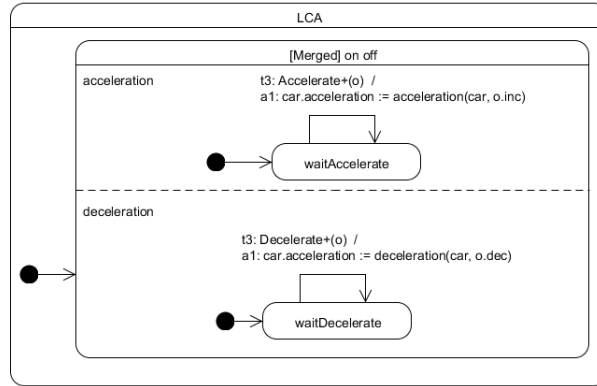 LCA
[Merged] on off
acceleration
t3: Accelerate+(o) /
a1: car.acceleration := acceleration(car, o.inc)
waitAccelerate
deceleration
t3: Decelerate+(o) /
a1: car.acceleration := deceleration(car, o.dec)
waitDecelerate